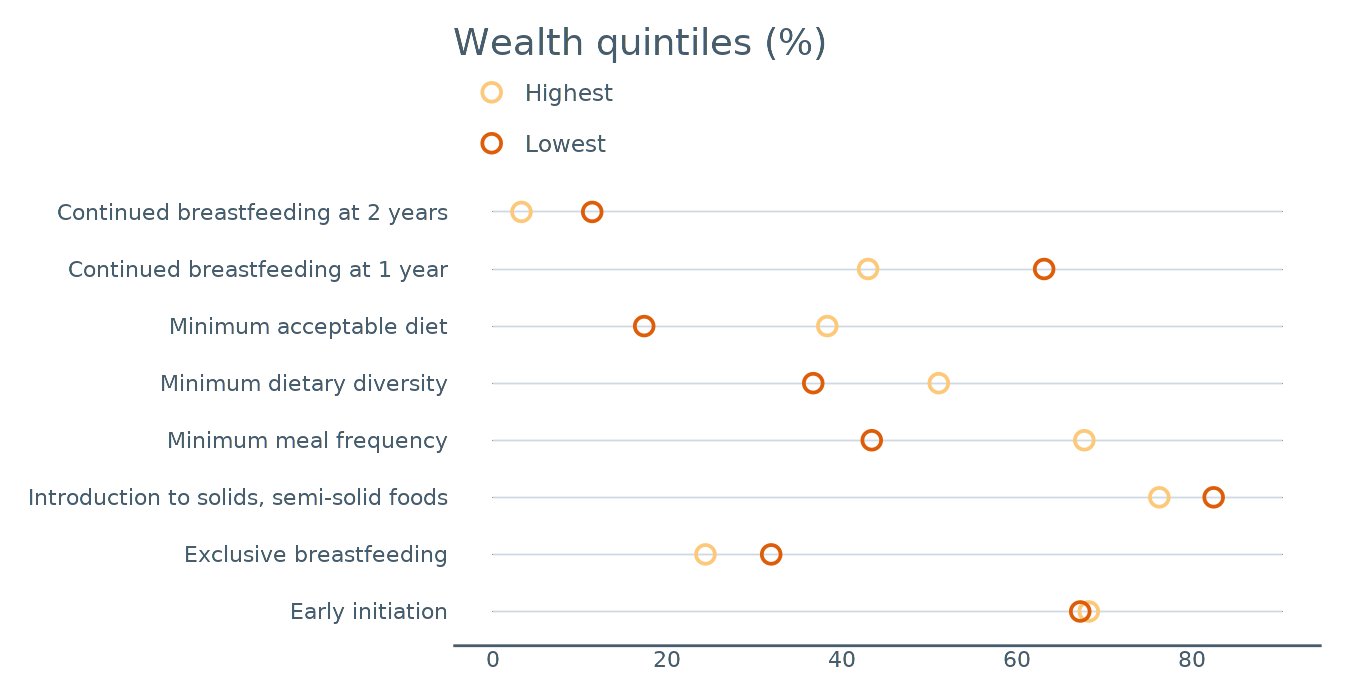 Wealth quintiles (%)
Highest
Lowest
Continued breastfeeding at 2 years
Continued breastfeeding at 1 year
Minimum acceptable diet
Minimum dietary diversity
Minimum meal frequency
Introduction to solids, semi-solid foods
Exclusive breastfeeding
Early initiation
0 20 40 60 80